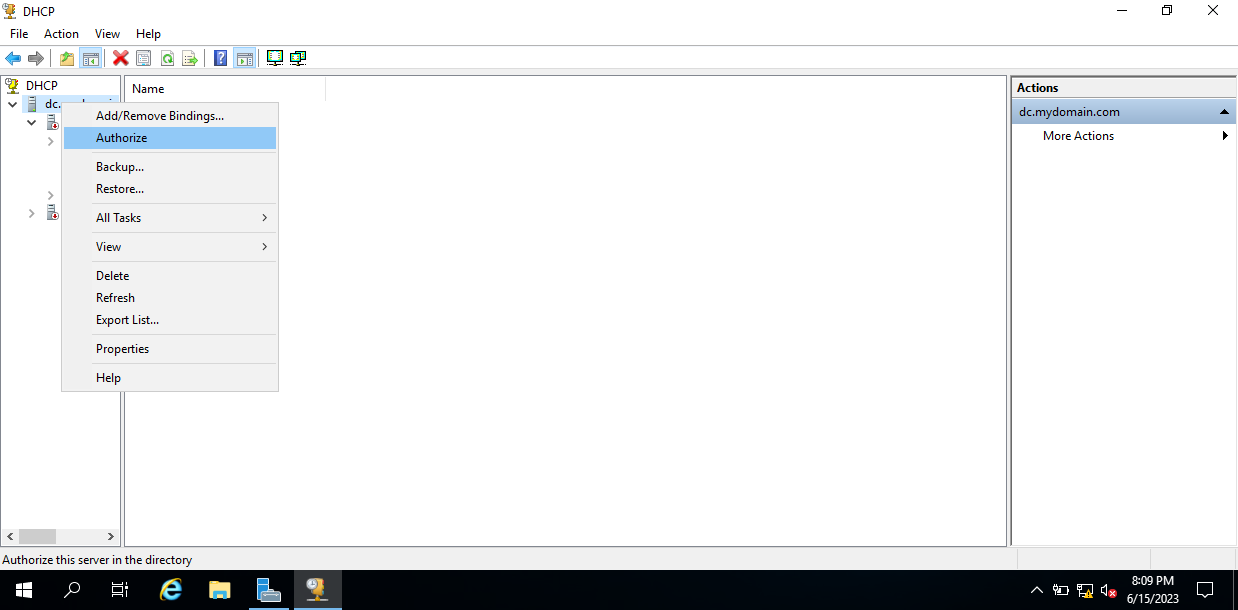 DHCP
File Action View Help
DHCP
Name
Actions
dc.
dc.mydomain.com
More Actions
Add/Remove Bindings...
Authorize
Backup...
Restore...
All Tasks
View
Delete
Refresh
Export List...
Properties
Help
Authorize this server in the directory
8:09 PM
6/15/2023